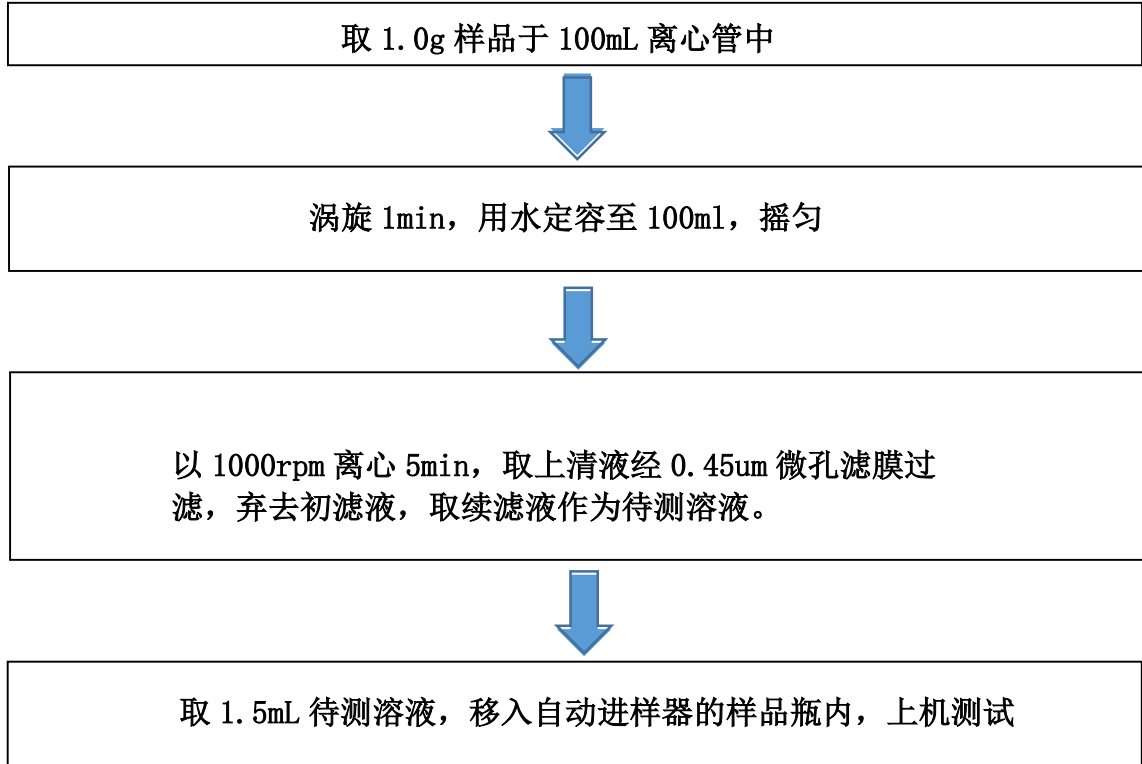 取 1.0g 样品于 100mL 离心管中
涡旋 1min，用水定容至 100ml，摇匀
以 1000rpm 离心 5min，取上清液经 0.45um 微孔滤膜过
滤，弃去初滤液，取续滤液作为待测溶液。
取 1.5mL 待测溶液，移入自动进样器的样品瓶内，上机测试